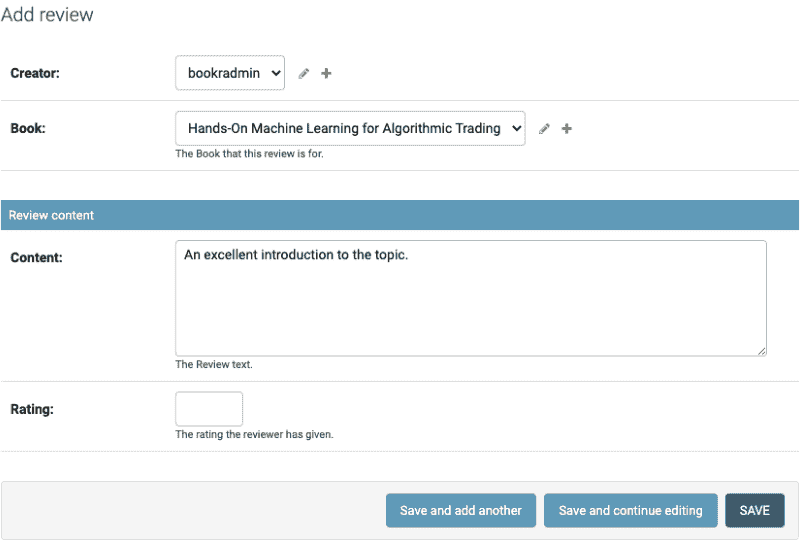 Add review
Creator: bookradmin
Book: Hands-On Machine Learning for Algorithmic Trading
The Book that this review is for.
Review content
Content: An excellent introduction to the topic.
The Review text.
Rating:
The rating the reviewer has given.
Save and add another Save and continue editing SAVE